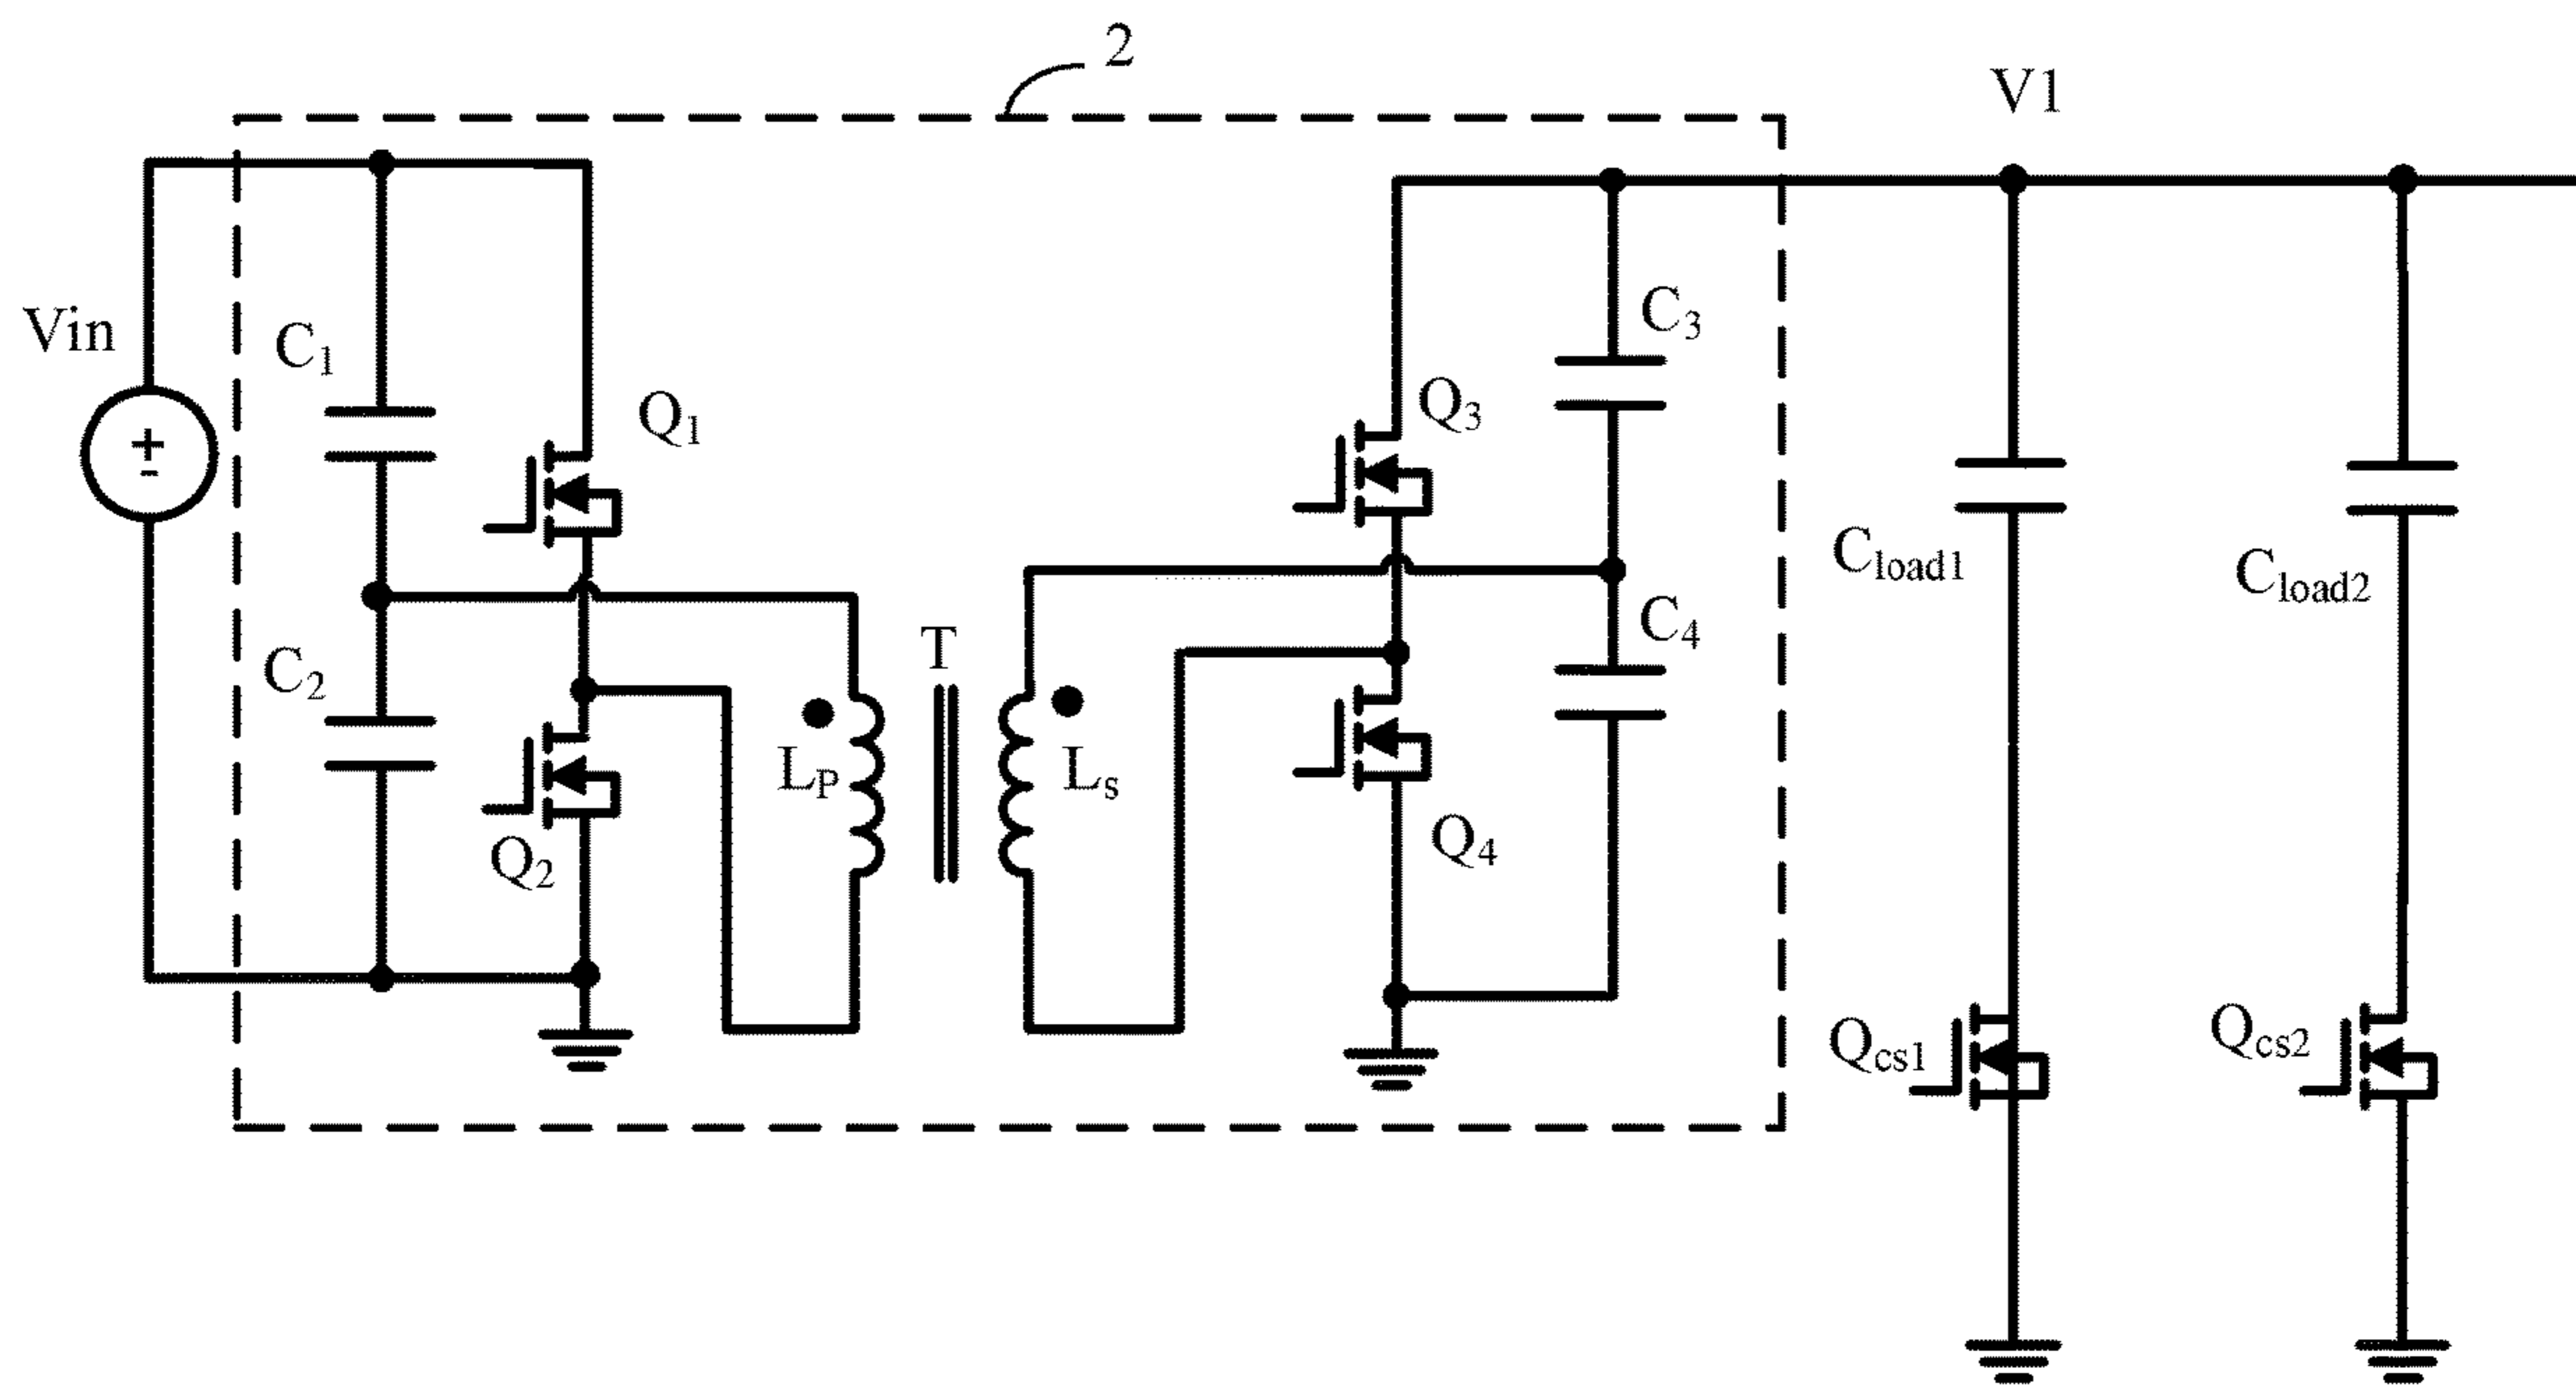 2
V1
Vin
+
-
C1
Q1
C2
Q2
T
LP
Ls
Q3
C3
C4
Q4
Cload1
Cload2
Qcs1
Qcs2